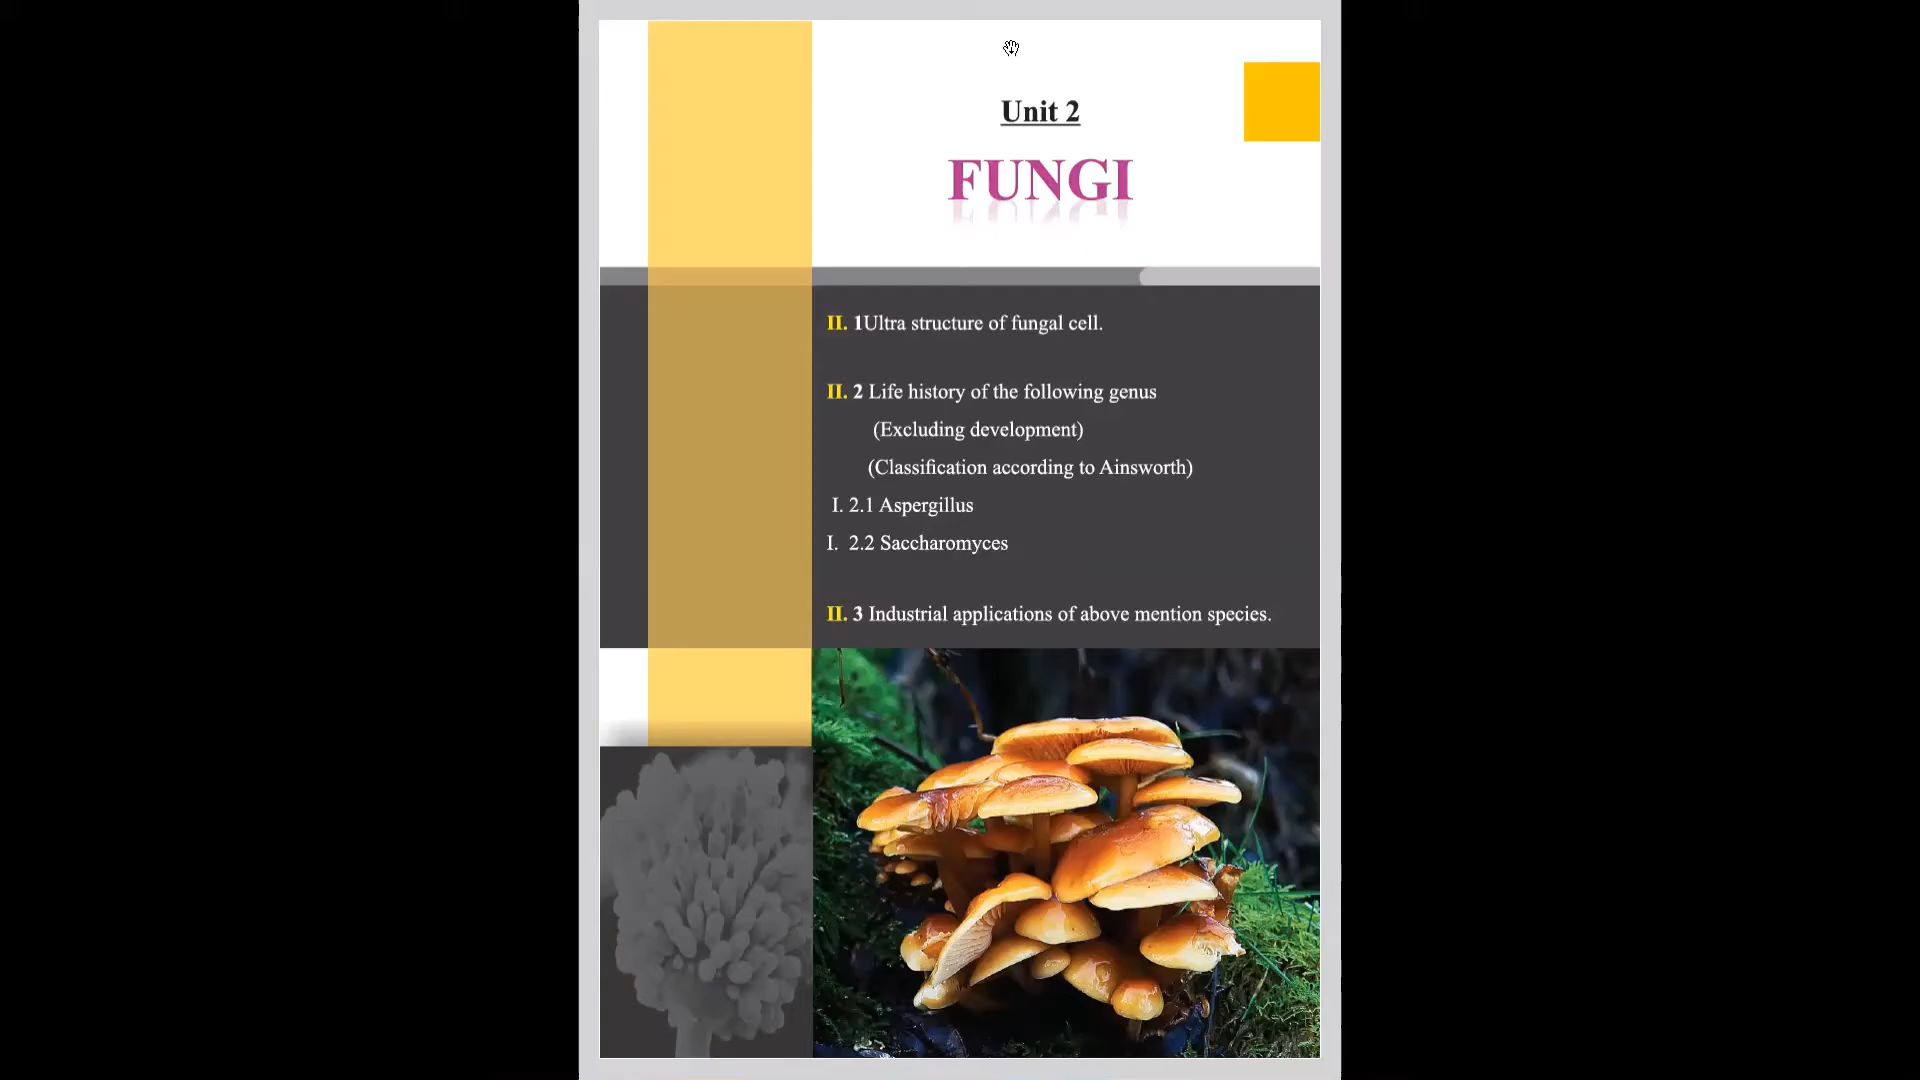 Unit 2
FUNGI
II. 1Ultra structure of fungal cell.
II. 2 Life history of the following genus
(Excluding development)
(Classification according to Ainsworth)
I. 2.1 Aspergillus
I. 2.2 Saccharomyces
II. 3 Industrial applications of above mention species.